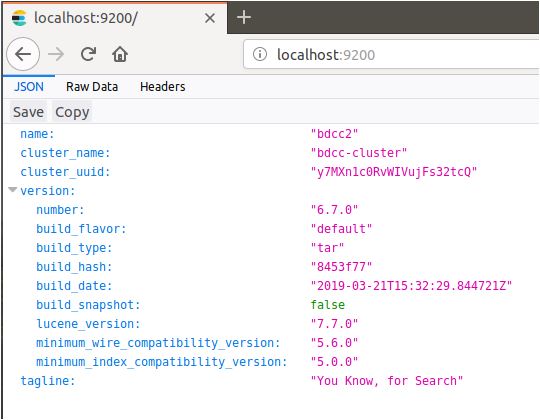 localhost:9200/
localhost:9200
JSON Raw Data Headers
Save Copy
name: "bdcc2"
cluster_name: "bdcc-cluster"
cluster_uuid: "y7MXn1c0RvWIVujFs32tcQ"
version:
number: "6.7.0"
build_flavor: "default"
build_type: "tar"
build_hash: "8453f77"
build_date: "2019-03-21T15:32:29.844721Z"
build_snapshot: false
lucene_version: "7.7.0"
minimum_wire_compatibility_version: "5.6.0"
minimum_index_compatibility_version: "5.0.0"
tagline: "You Know, for Search"